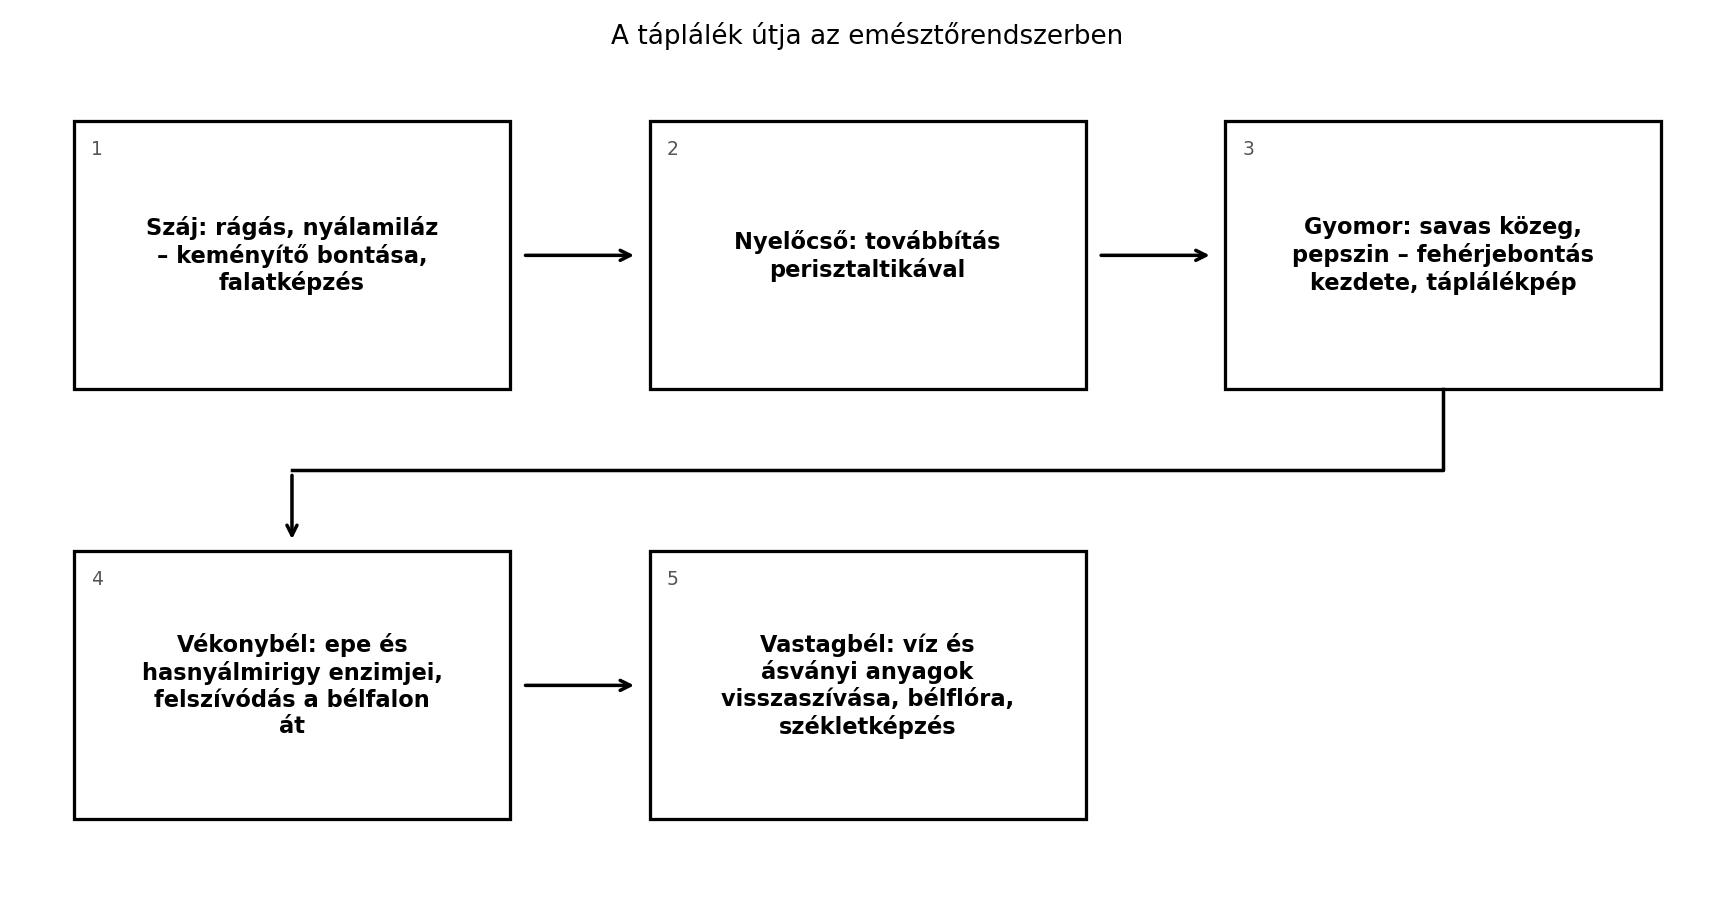 A táplálék útja az emésztőrendszerben
1
Száj: rágás, nyálamiláz
– keményítő bontása,
falatképzés
2
Nyelőcső: továbbítás
perisztaltikával
3
Gyomor: savas közeg,
pepszin – fehérjebontás
kezdete, táplálékpép
4
Vékonybél: epe és
hasnyálmirigy enzimjei,
felszívódás a bélfalon
át
5
Vastagbél: víz és
ásványi anyagok
visszaszívása, bélflóra,
székletképzés